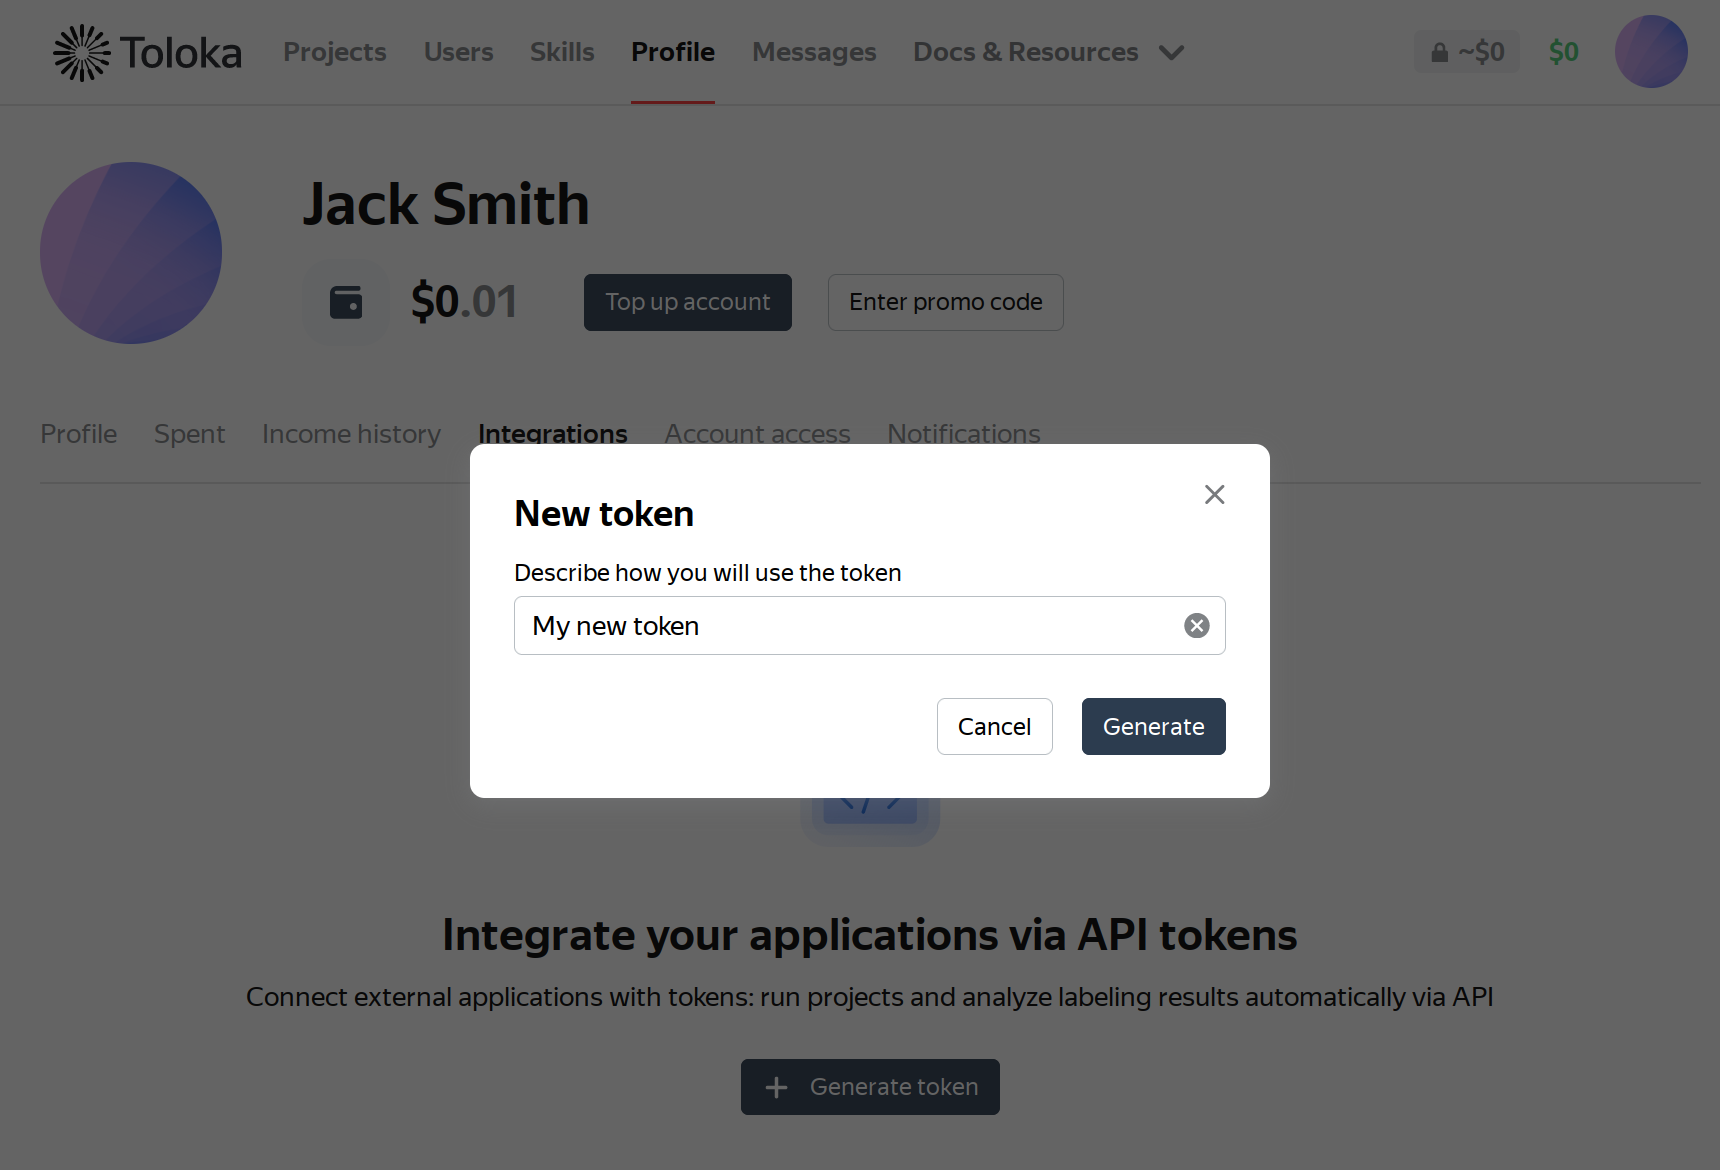 Toloka Projects Users Skills Profile Messages Docs & Resources ~$0 $0
Jack Smith
$0.01 Top up account Enter promo code
Profile Spent Income history Integrations Account access Notifications
New token
Describe how you will use the token
My new token
Cancel Generate
</>
Integrate your applications via API tokens
Connect external applications with tokens: run projects and analyze labeling results automatically via API
+ Generate token